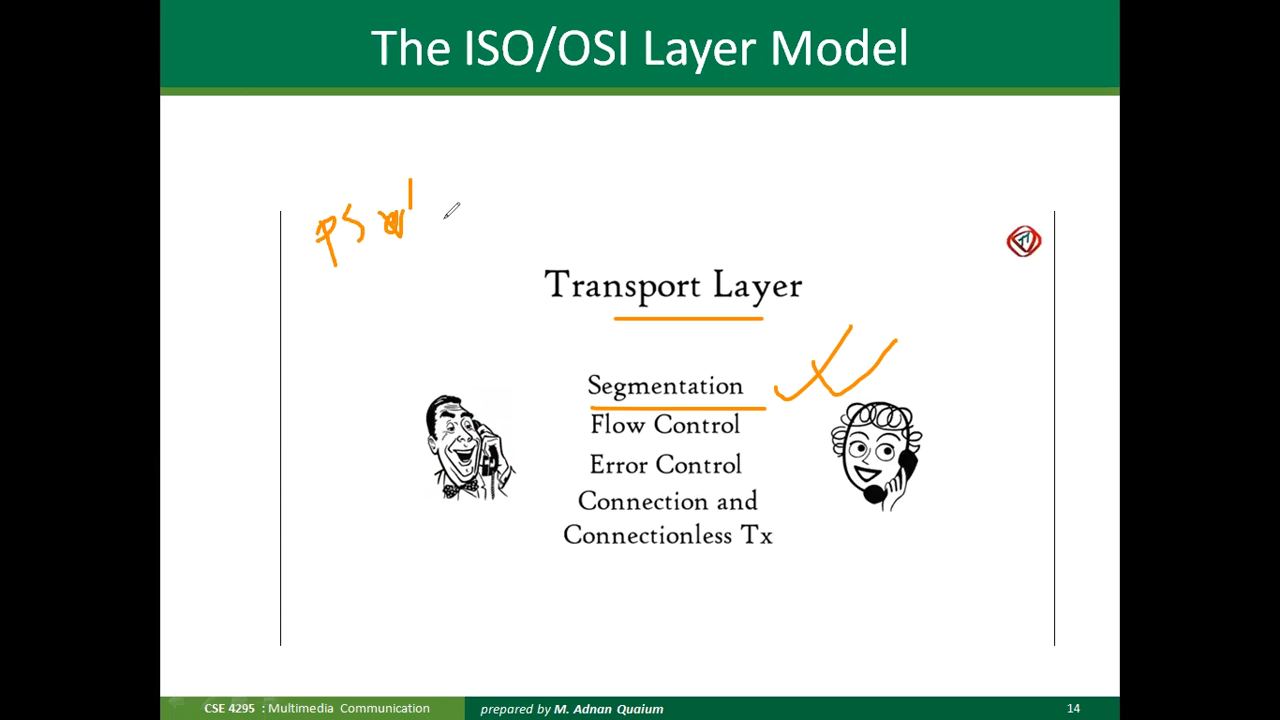 The ISO/OSI Layer Model
Transport Layer
Segmentation
Flow Control
Error Control
Connection and
Connectionless Tx
CSE 4295 : Multimedia Communication
prepared by M. Adnan Quaium
14